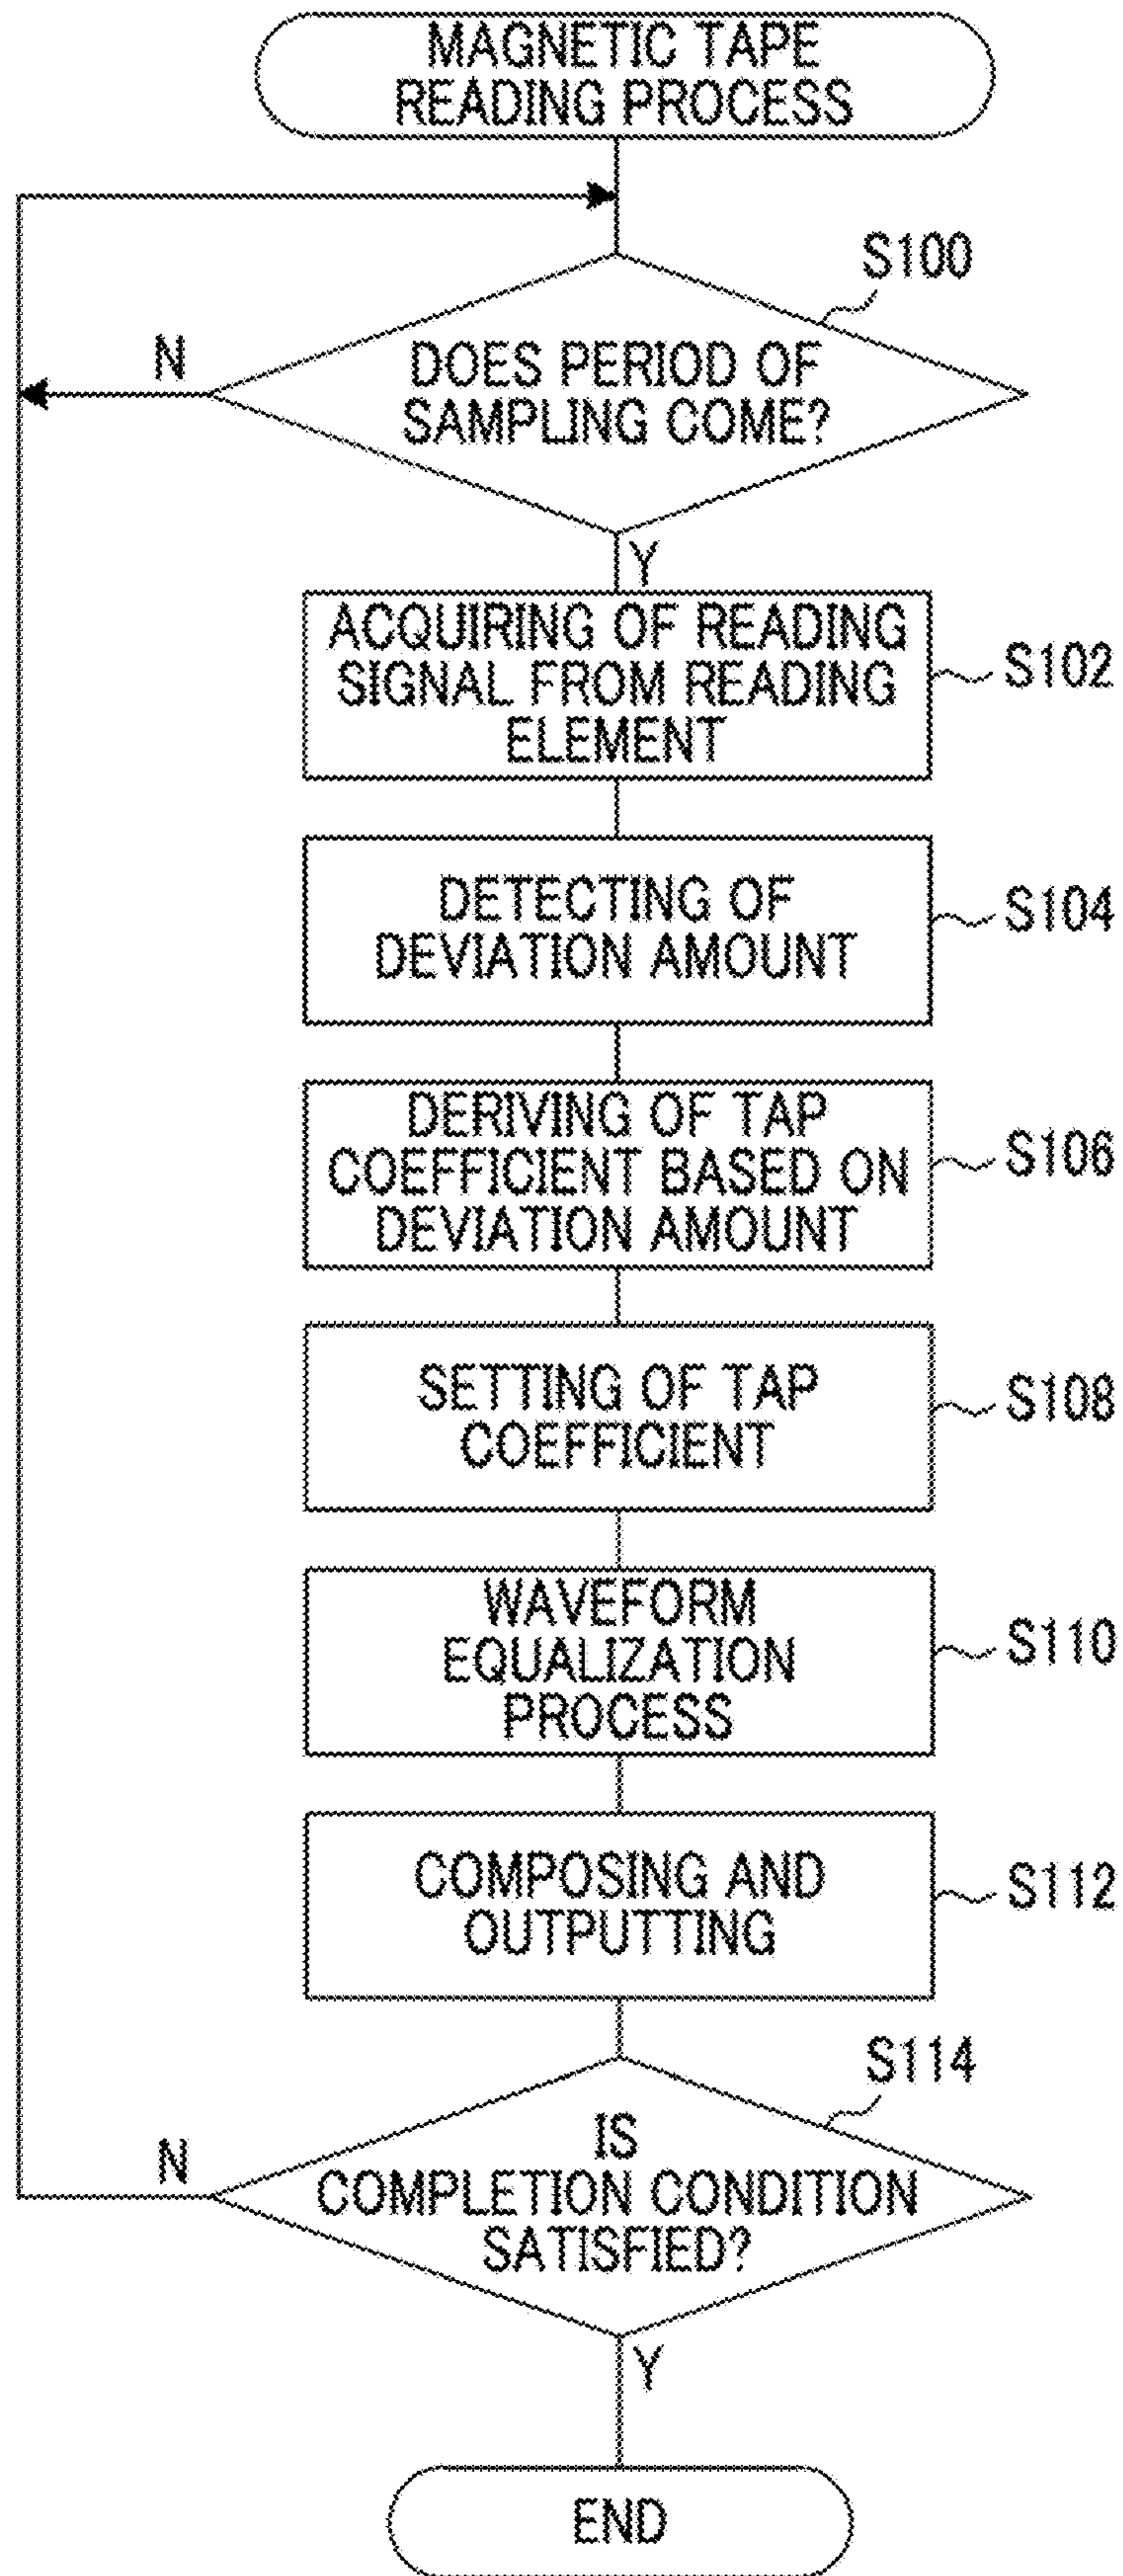 MAGNETIC TAPE
READING PROCESS
S100
N
DOES PERIOD OF
SAMPLING COME?
Y
ACQUIRING OF READING
SIGNAL FROM READING
ELEMENT
S102
DETECTING OF
DEVIATION AMOUNT
S104
DERIVING OF TAP
COEFFICIENT BASED ON
DEVIATION AMOUNT
S106
SETTING OF TAP
COEFFICIENT
S108
WAVEFORM
EQUALIZATION
PROCESS
S110
COMPOSING AND
OUTPUTTING
S112
S114
N
IS
COMPLETION CONDITION
SATISFIED?
Y
END